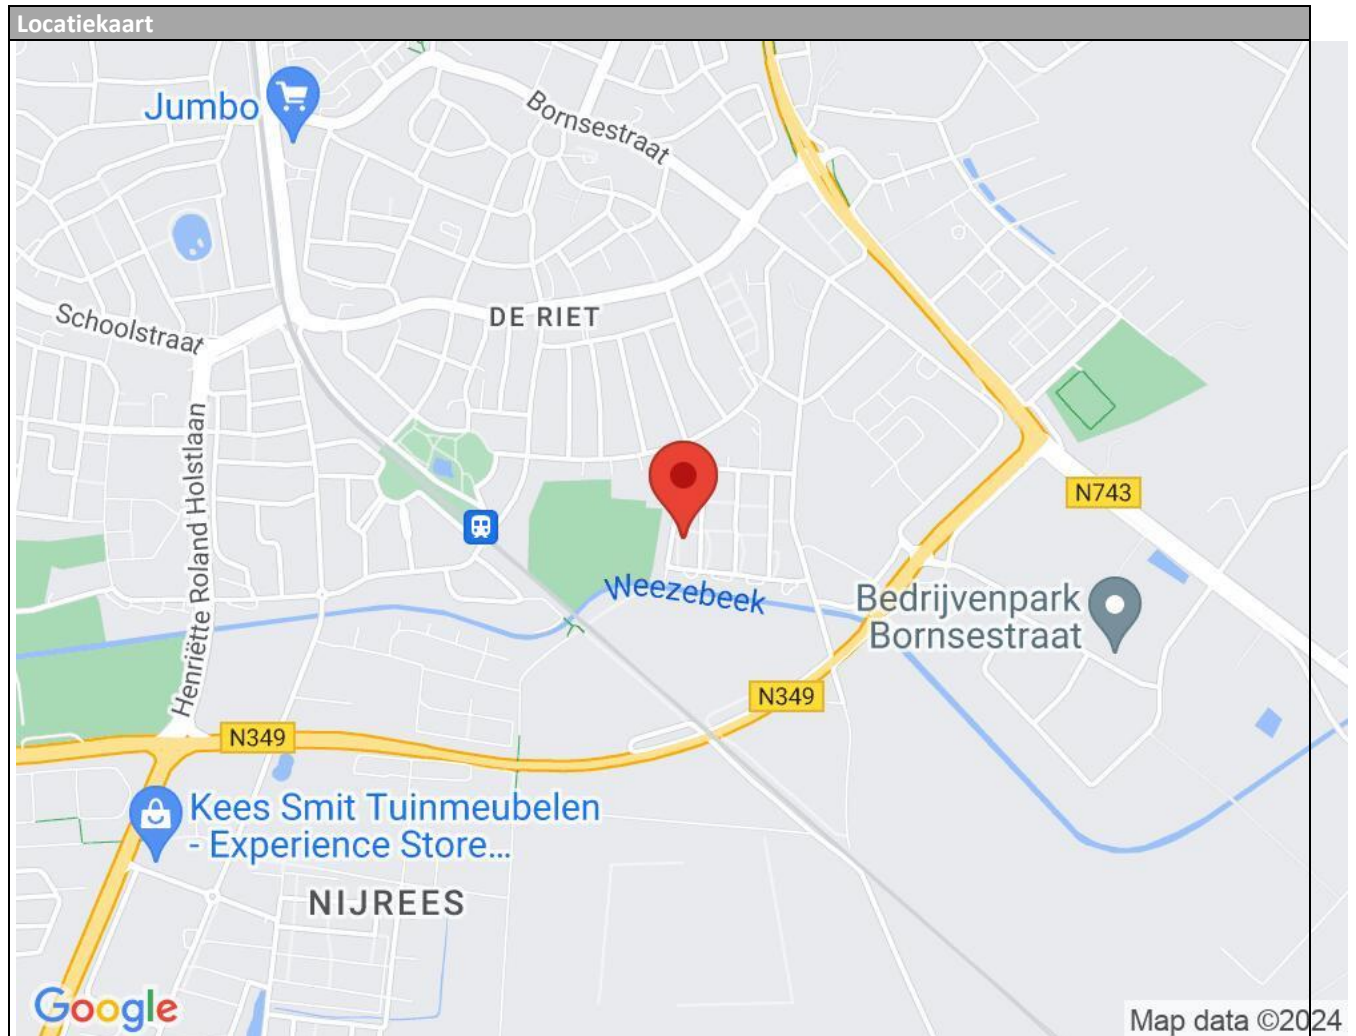 Locatiekaart
Jumbo
Bornsestraat
Schoolstraat
DE RIET
Henriëtte Roland Holstlaan
N743
Weezebeek
Bedrijvenpark
Bornsestraat
N349
N349
Kees Smit Tuinmeubelen
- Experience Store...
NIJREES
Google
Map data ©2024